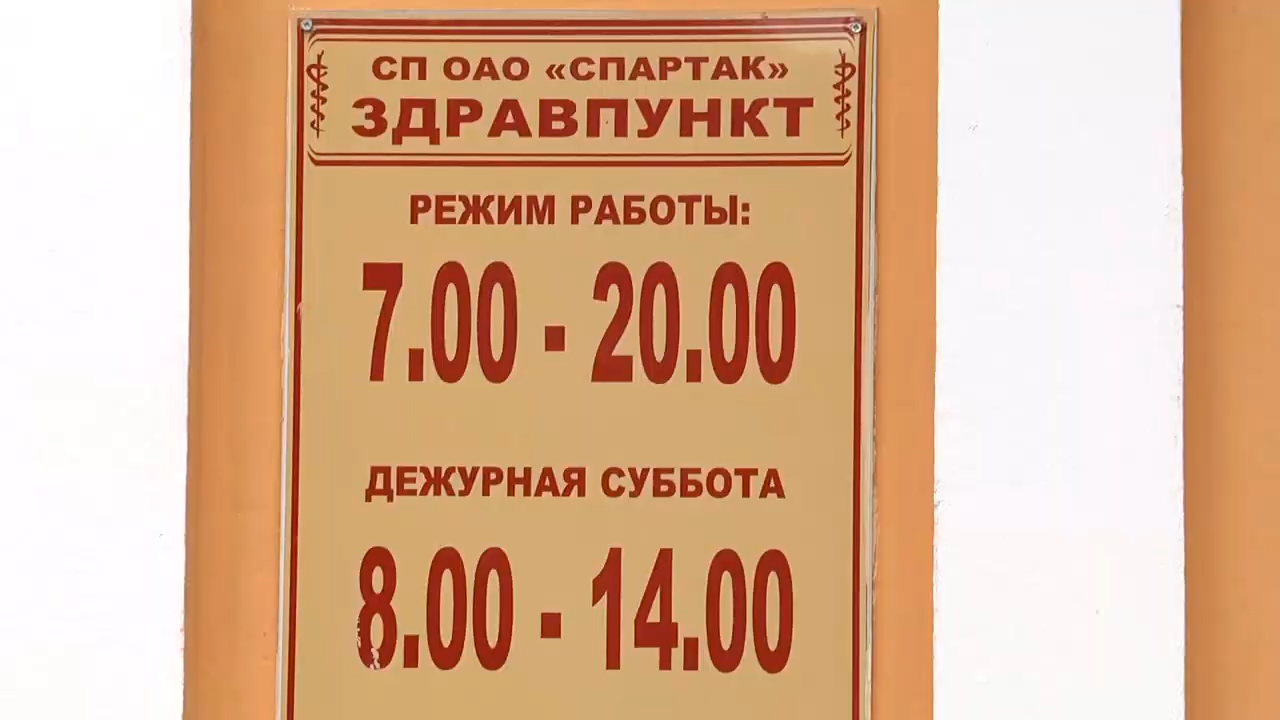 СП ОАО «СПАРТАК»
ЗДРАВПУНКТ
РЕЖИМ РАБОТЫ:
7.00 - 20.00
ДЕЖУРНАЯ СУББОТА
8.00 - 14.00